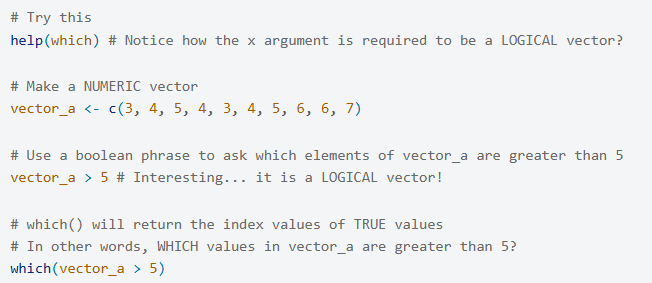 # Try this
help(which) # Notice how the x argument is required to be a LOGICAL vector?
# Make a NUMERIC vector
vector_a <- c(3, 4, 5, 4, 3, 4, 5, 6, 6, 7)
# Use a boolean phrase to ask which elements of vector_a are greater than 5
vector_a > 5 # Interesting... it is a LOGICAL vector!
# which() will return the index values of TRUE values
# In other words, WHICH values in vector_a are greater than 5?
which(vector_a > 5)